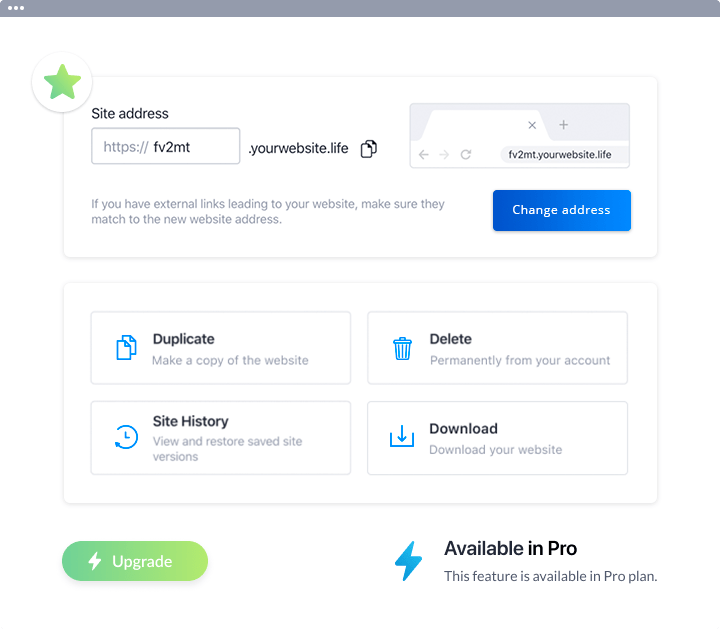 Site address
https:// fv2mt .yourwebsite.life
fv2mt.yourwebsite.life
If you have external links leading to your website, make sure they
match to the new website address.
Change address
Duplicate
Make a copy of the website
Delete
Permanently from your account
Site History
View and restore saved site
versions
Download
Download your website
Upgrade
Available in Pro
This feature is available in Pro plan.